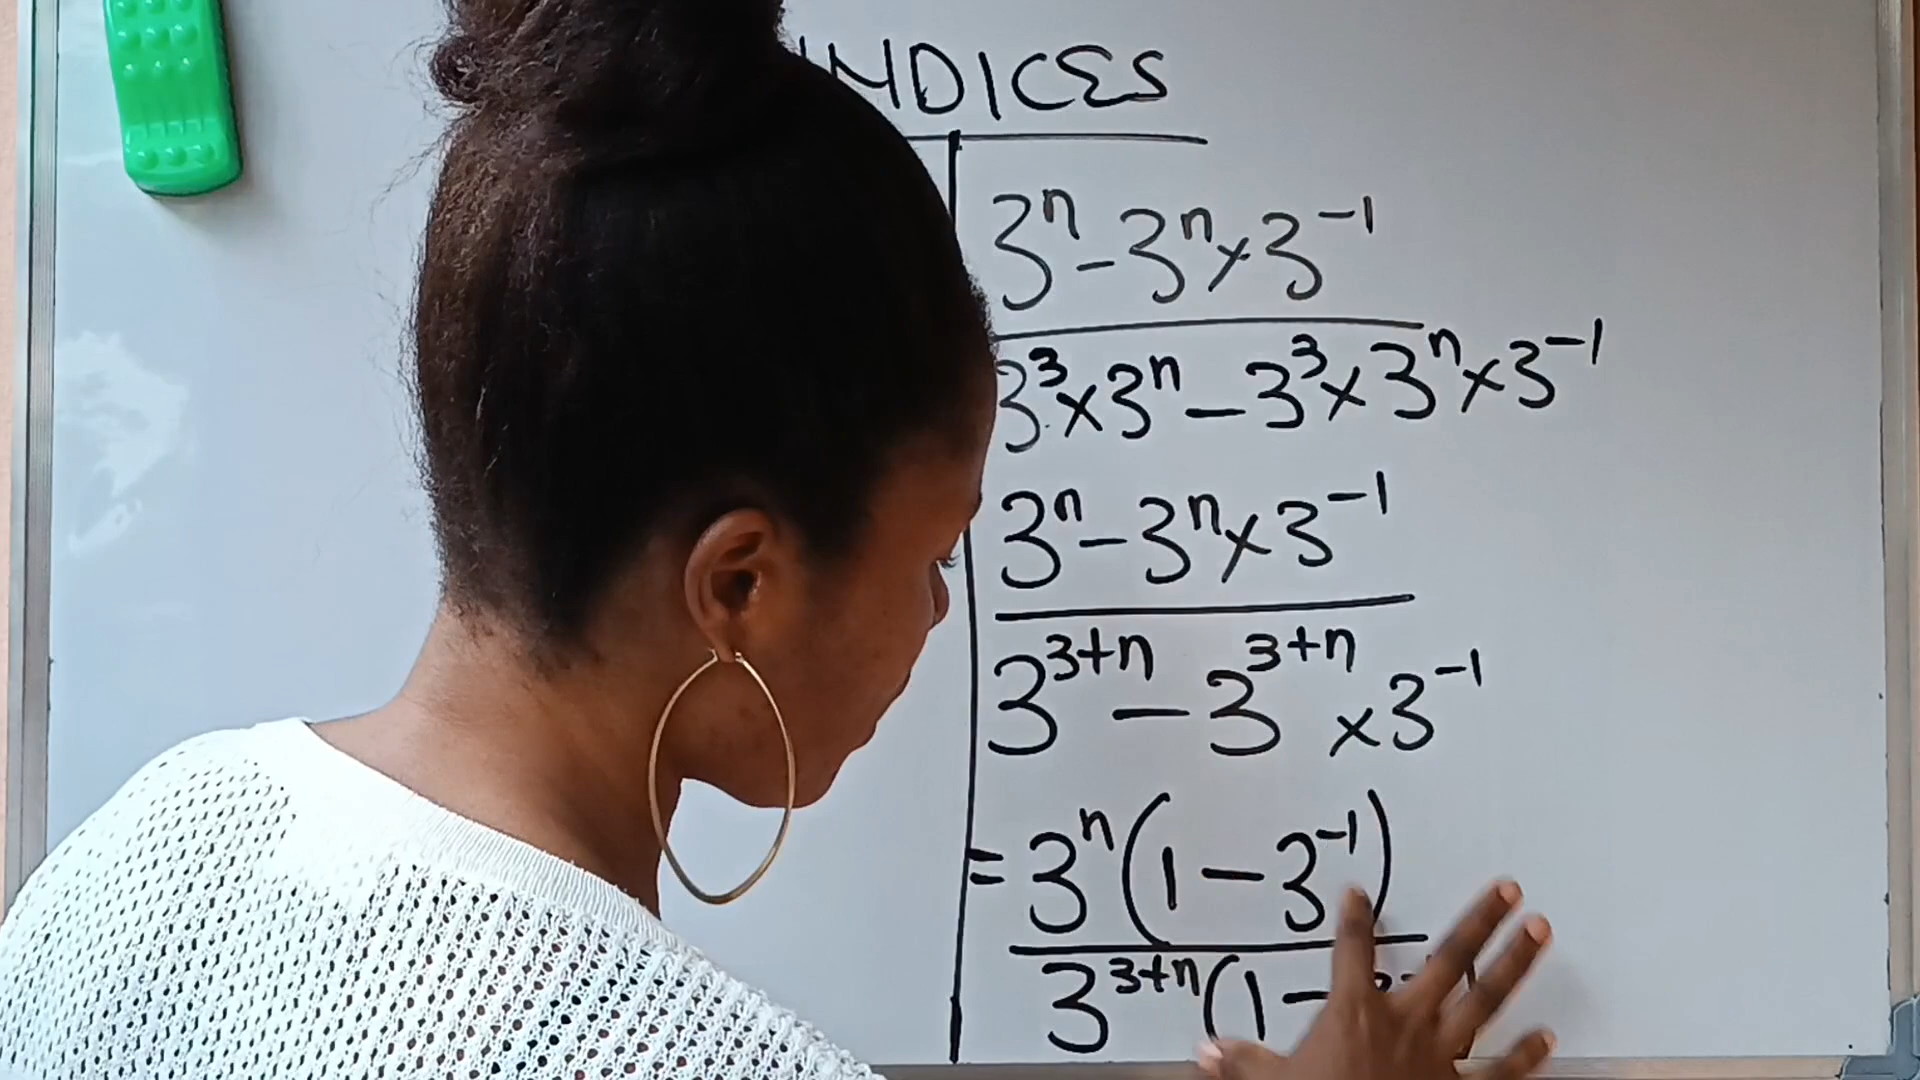 NDICES
3ⁿ - 3ⁿ × 3⁻¹
3³ × 3ⁿ - 3³ × 3ⁿ × 3⁻¹
3ⁿ - 3ⁿ × 3⁻¹
3³⁺ⁿ - 3³⁺ⁿ × 3⁻¹
= 3ⁿ(1 - 3⁻¹)
3³⁺ⁿ(1 -